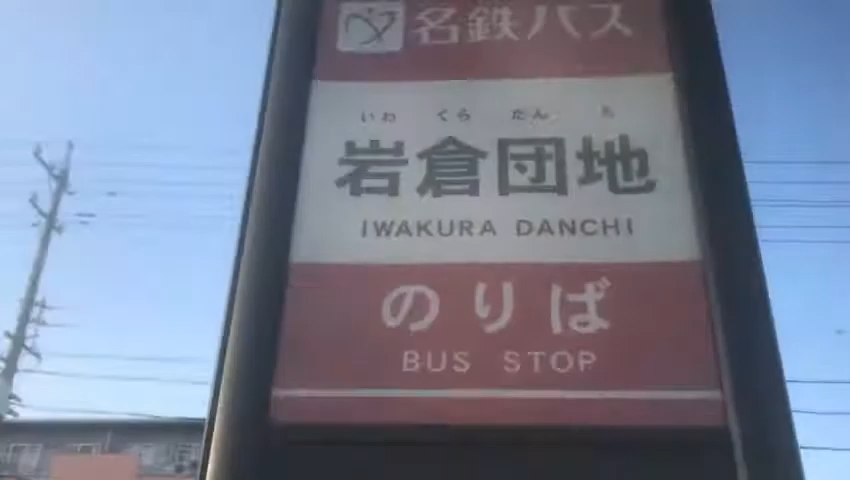 名鉄バス
いわ くら だん ち
岩倉団地
IWAKURA DANCHI
のりば
BUS STOP